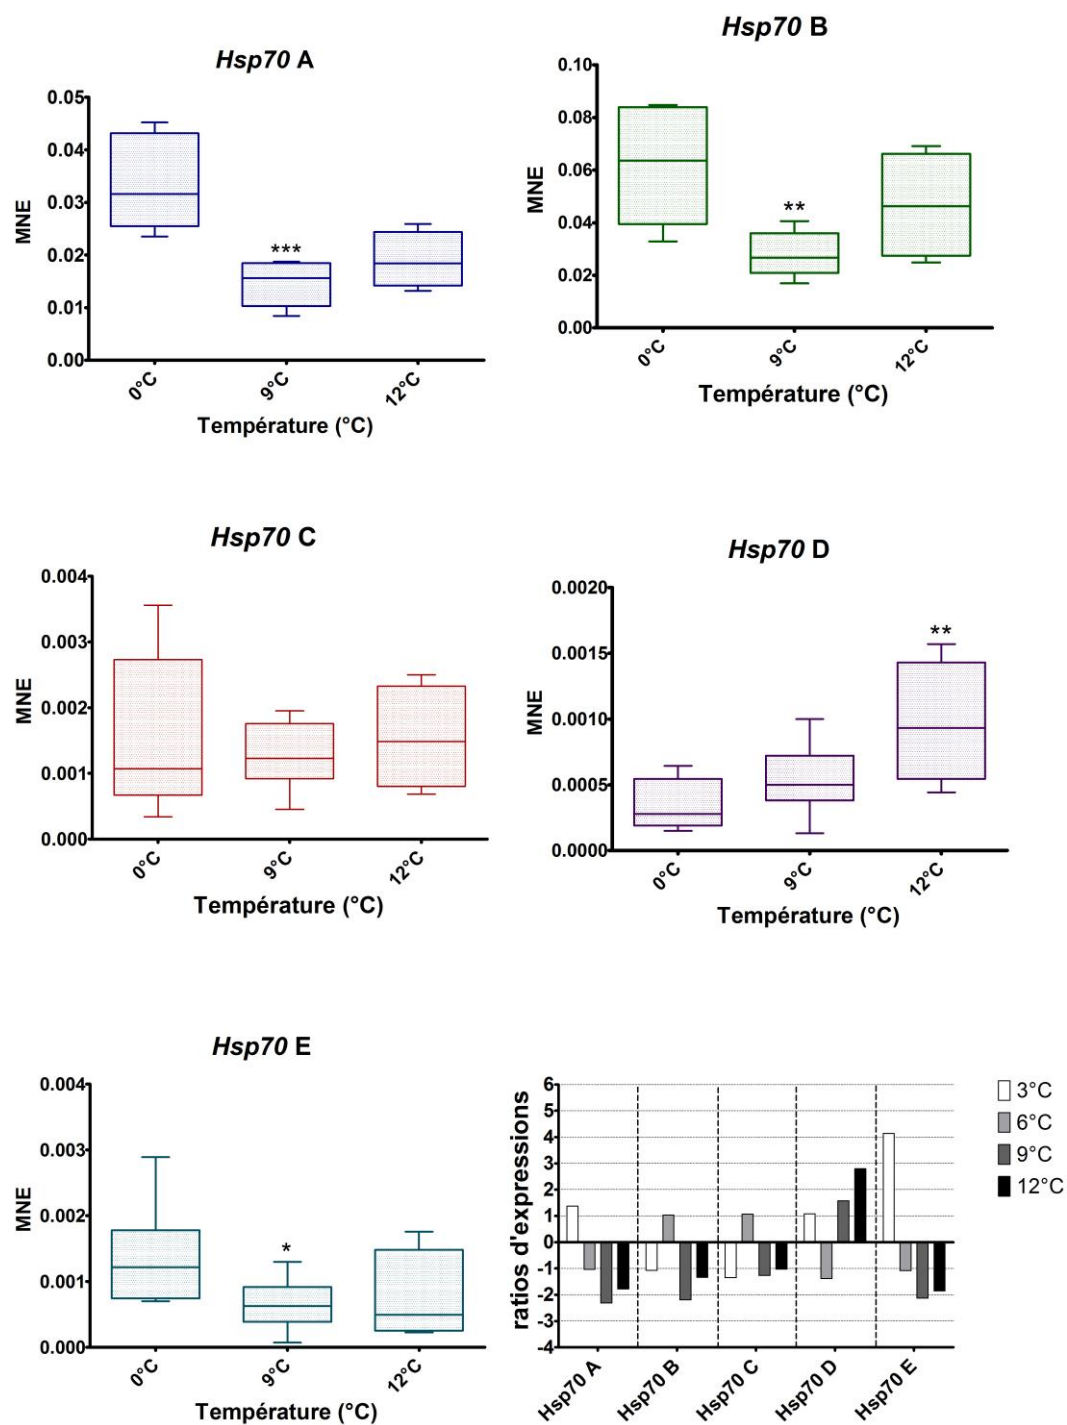 Hsp70 A
0.05
0.04
0.03
0.02
0.01
0.00
MNE
***
0°C
9°C
12°C
Température (°C)
Hsp70 B
0.10
0.08
0.06
0.04
0.02
0.00
MNE
**
0°C
9°C
12°C
Température (°C)
Hsp70 C
0.004
0.003
0.002
0.001
0.000
MNE
0°C
9°C
12°C
Température (°C)
Hsp70 D
0.0020
0.0015
0.0010
0.0005
0.0000
MNE
**
0°C
9°C
12°C
Température (°C)
Hsp70 E
0.004
0.003
0.002
0.001
0.000
MNE
*
0°C
9°C
12°C
Température (°C)
6
5
4
3
2
1
0
-1
-2
-3
-4
ratios d'expressions
Hsp70 A
Hsp70 B
Hsp70 C
Hsp70 D
Hsp70 E
3°C
6°C
9°C
12°C